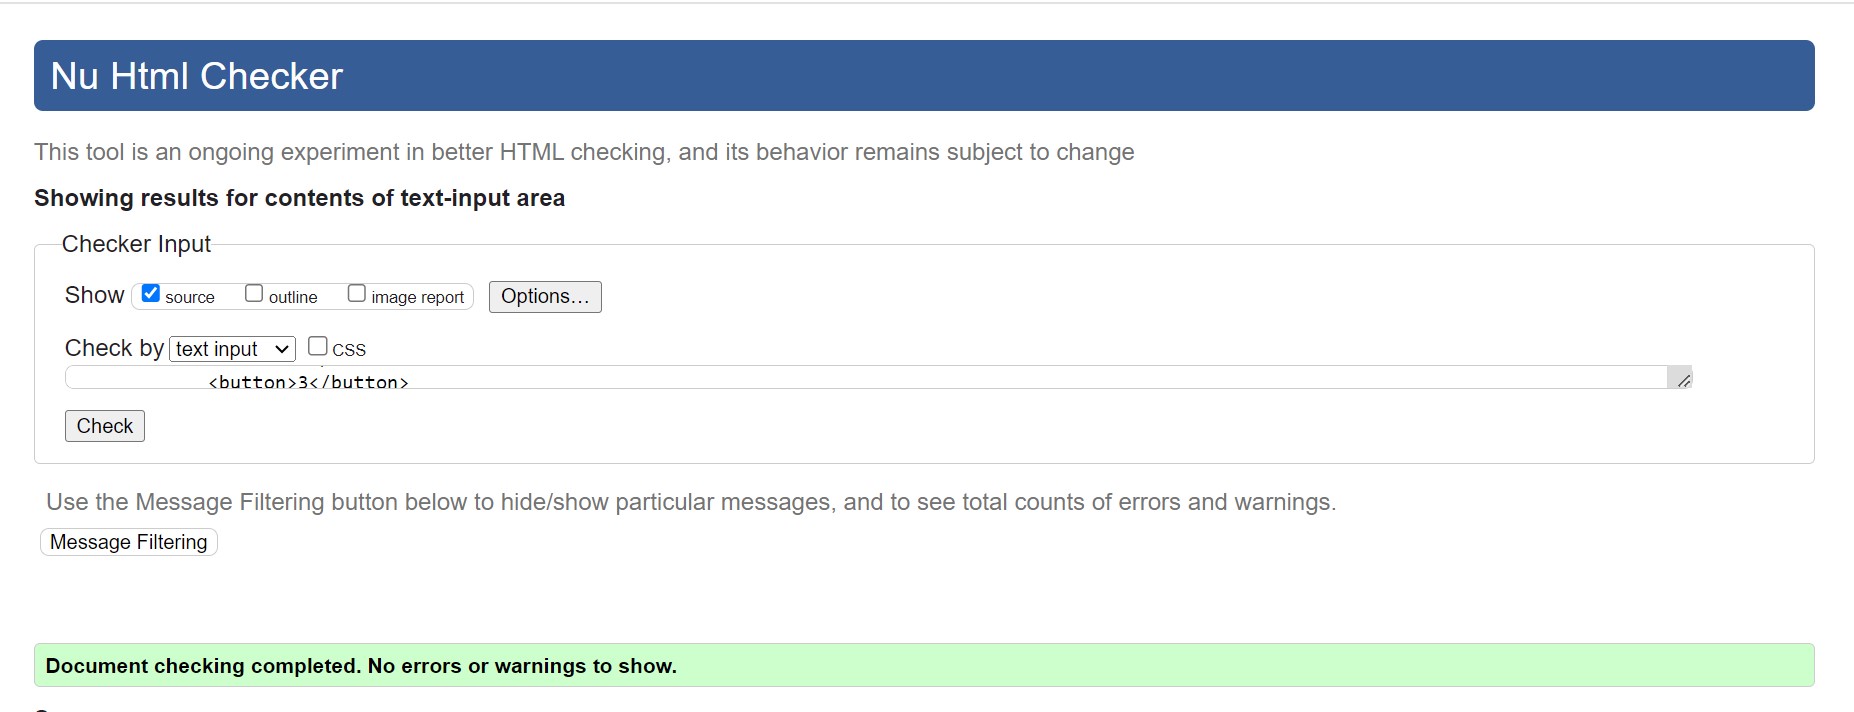 Nu Html Checker
This tool is an ongoing experiment in better HTML checking, and its behavior remains subject to change
Showing results for contents of text-input area
Checker Input
Show source outline image report Options...
Check by text input CSS
<button>3</button>
Check
Use the Message Filtering button below to hide/show particular messages, and to see total counts of errors and warnings.
Message Filtering
Document checking completed. No errors or warnings to show.